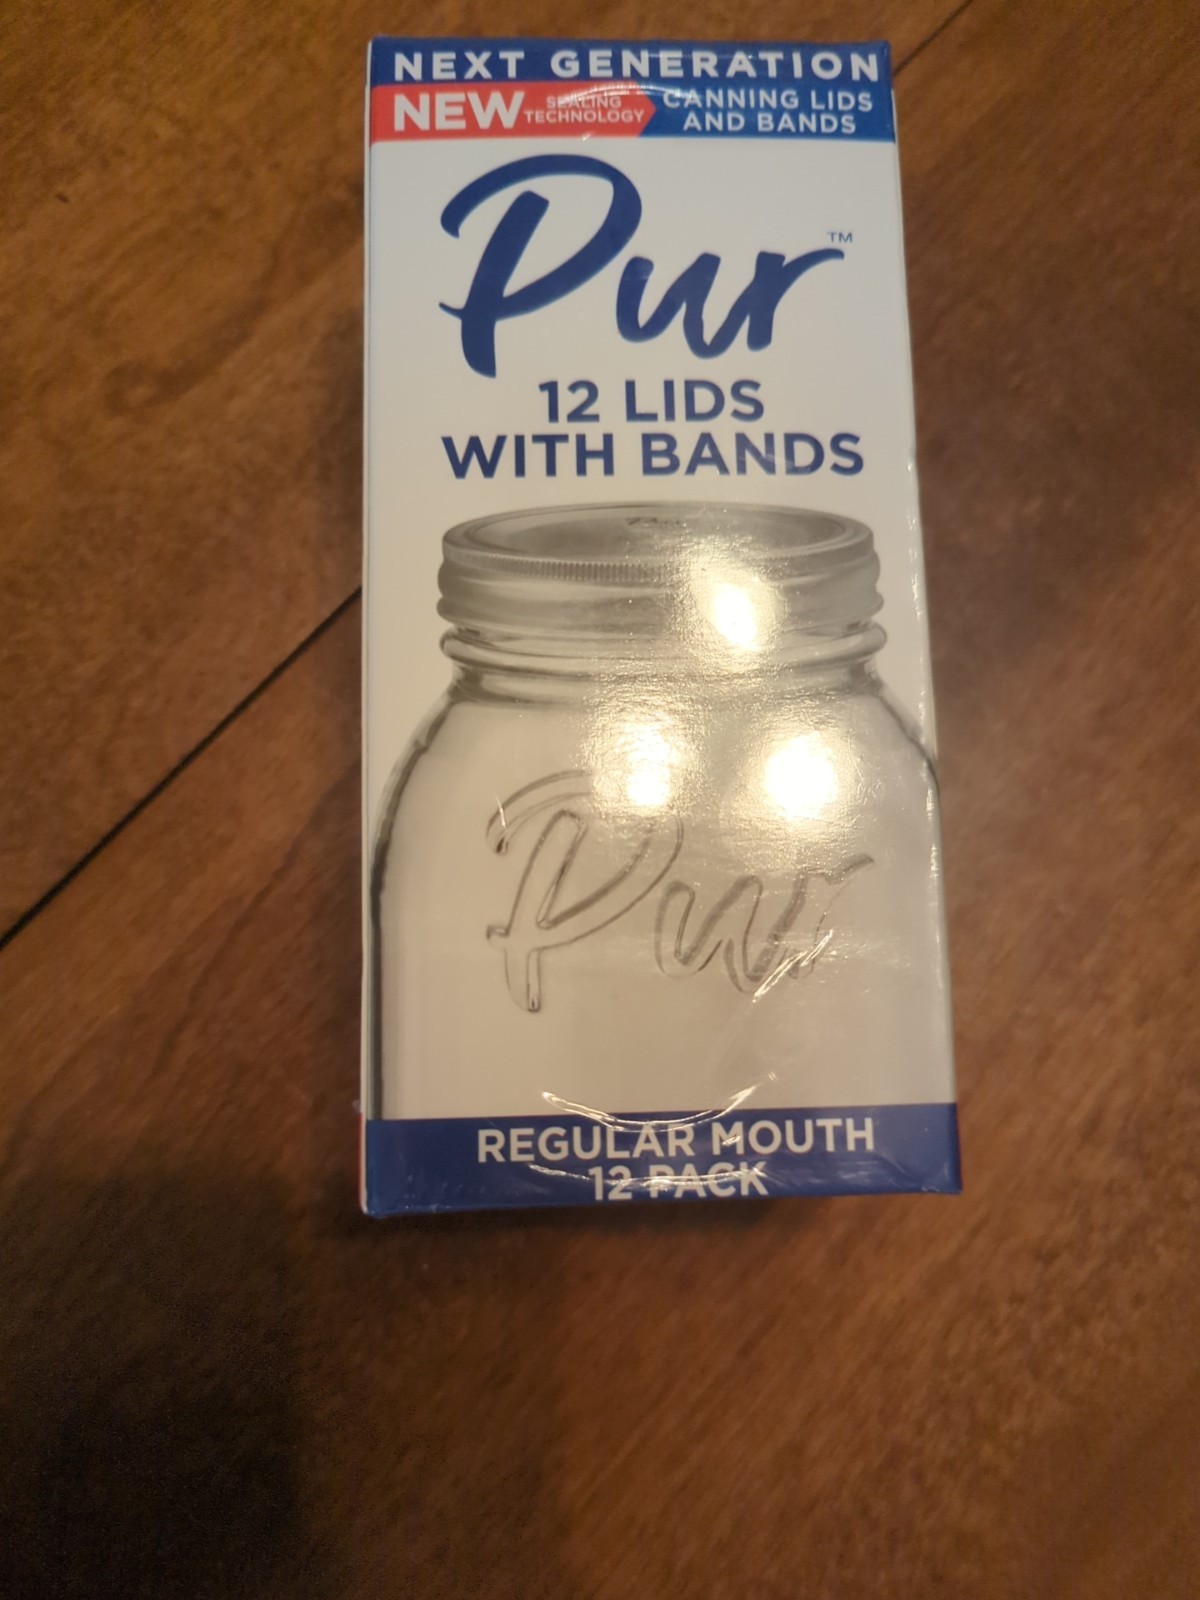 NEXT GENERATION
NEW SEALING TECHNOLOGY
CANNING LIDS AND BANDS
Pur™
12 LIDS
WITH BANDS
Pur
REGULAR MOUTH
12 PACK